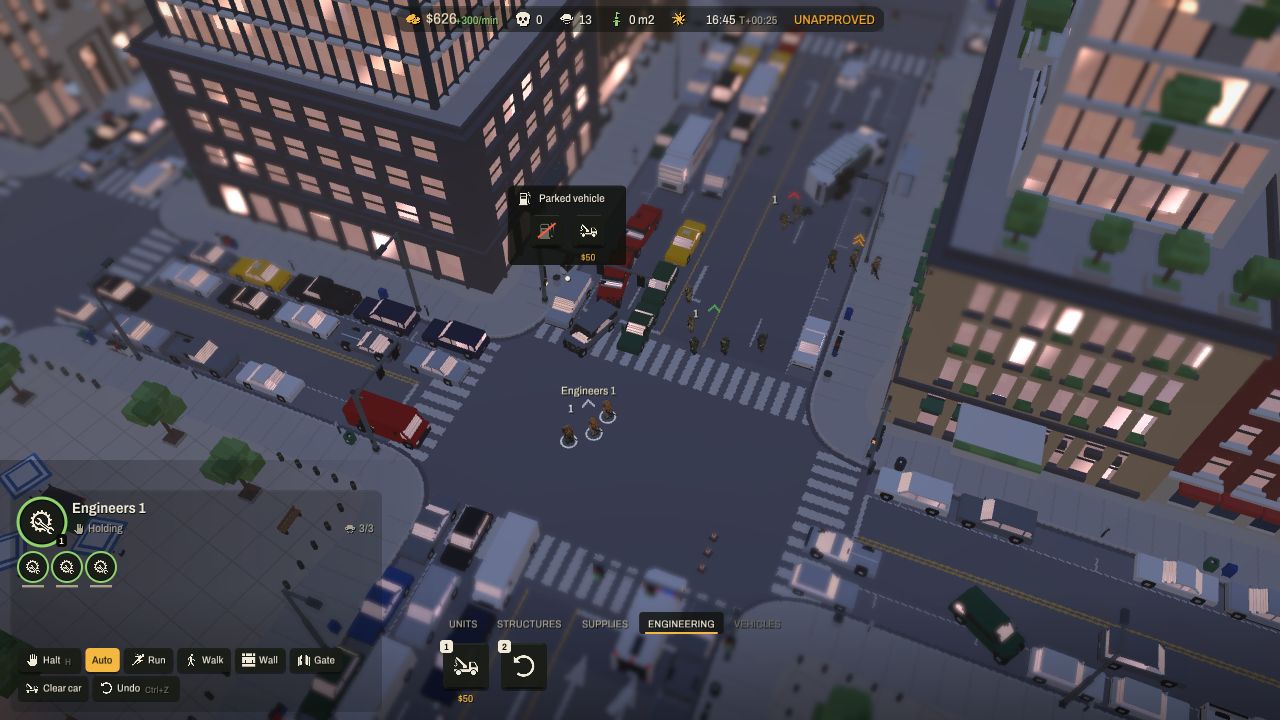 $626 +300/min 0 13 0 m2 16:45 T+00:25 UNAPPROVED
Parked vehicle
$50
1
1
Engineers 1
1
Engineers 1
Holding
3/3
1
UNITS STRUCTURES SUPPLIES ENGINEERING VEHICLES
1 2
Halt H Auto Run Walk Wall Gate
Clear car Undo Ctrl+Z
$50